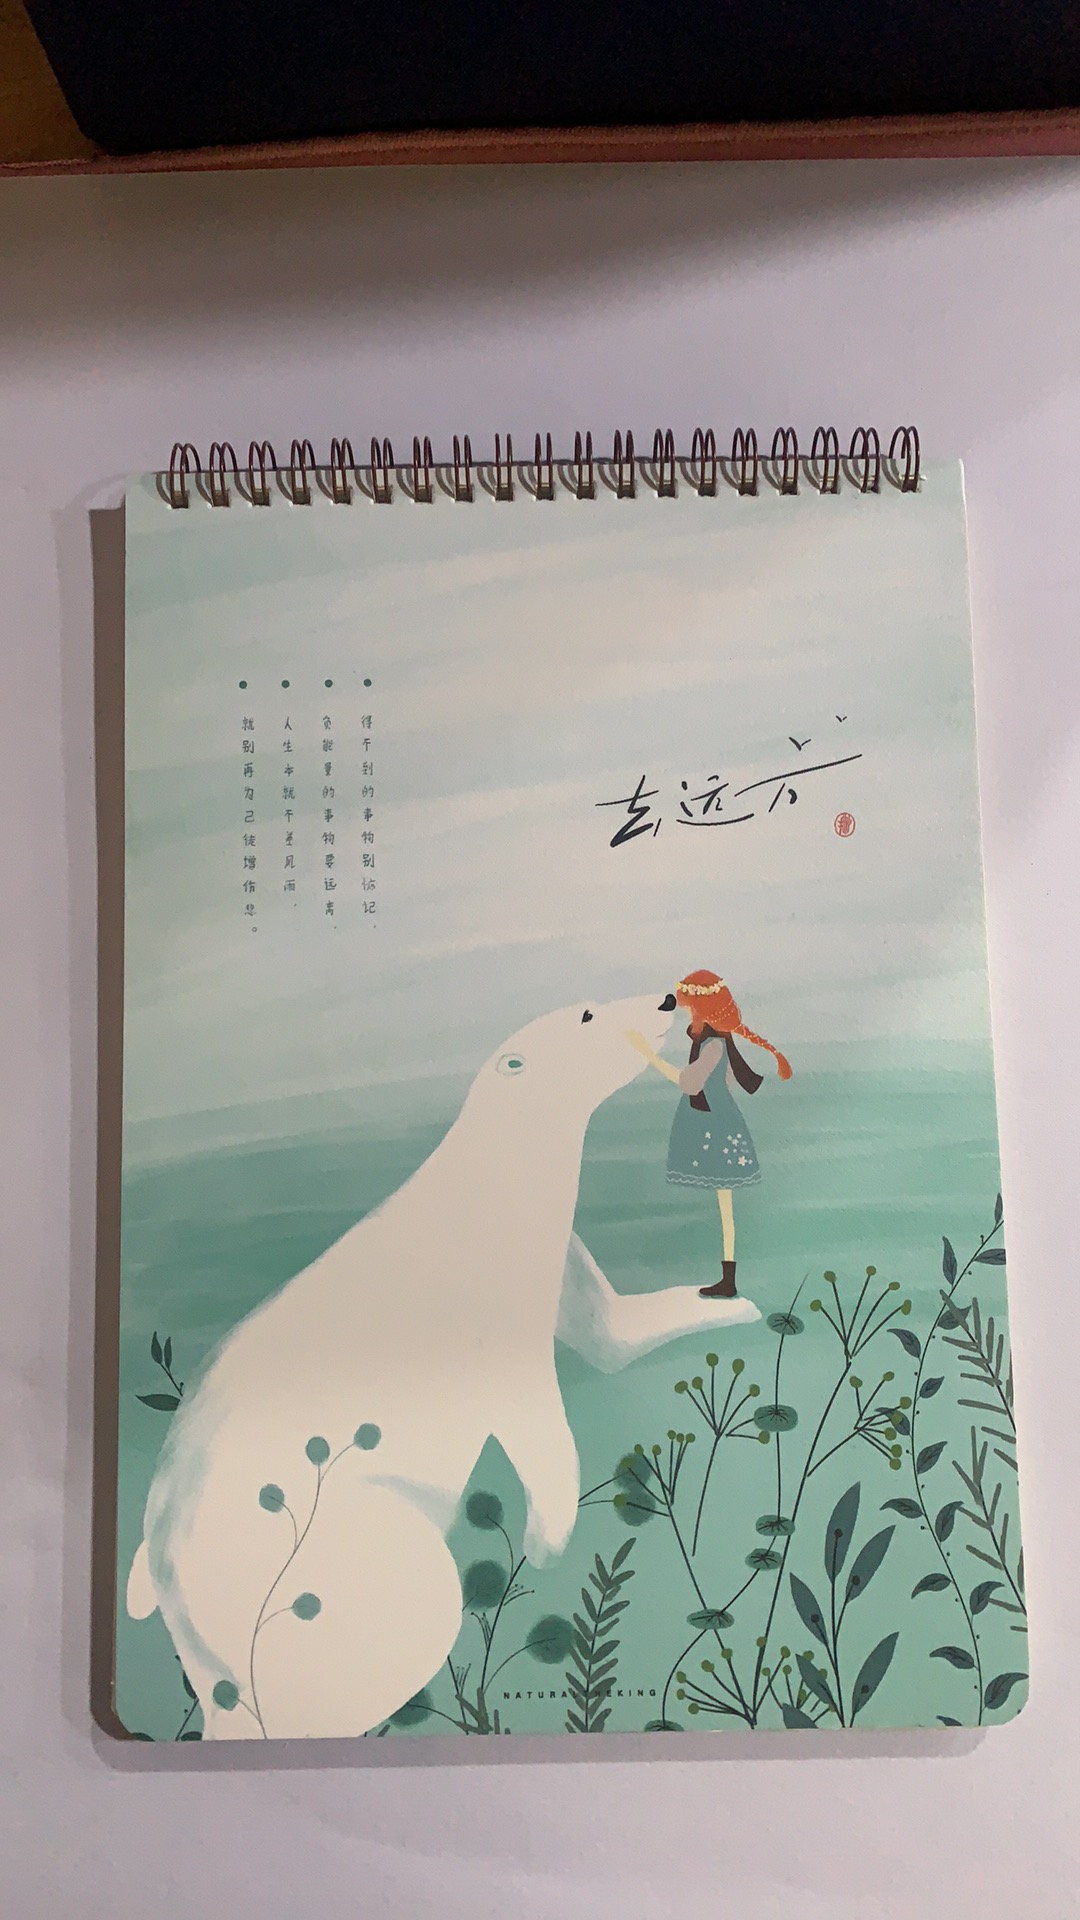 去远方
得不到的事物别惦记，
负能量的事物要远离，
人生本就不差风雨，
就别再为己徒增伤悲。